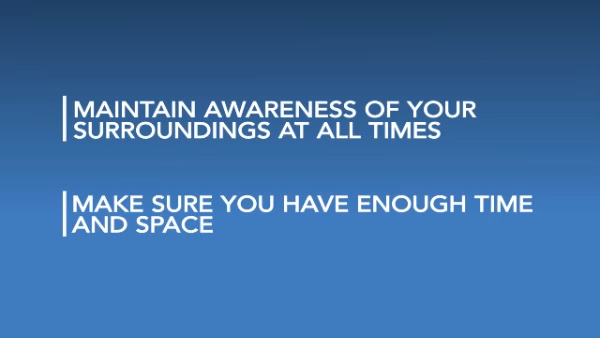 MAINTAIN AWARENESS OF YOUR
SURROUNDINGS AT ALL TIMES
MAKE SURE YOU HAVE ENOUGH TIME
AND SPACE